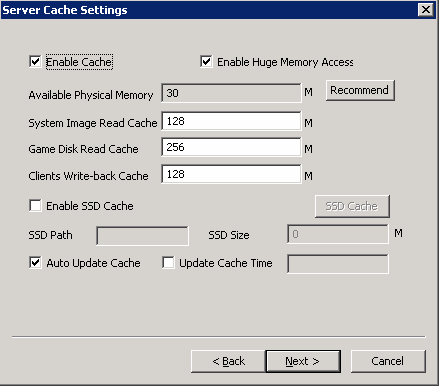 Server Cache Settings
Enable Cache Enable Huge Memory Access
Available Physical Memory 30 M Recommend
System Image Read Cache 128 M
Game Disk Read Cache 256 M
Clients Write-back Cache 128 M
Enable SSD Cache SSD Cache
SSD Path SSD Size 0 M
Auto Update Cache Update Cache Time
< Back Next > Cancel